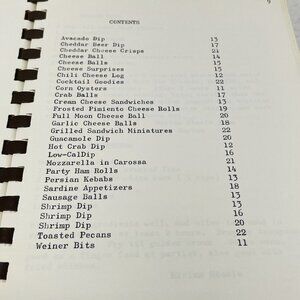 9
CONTENTS
Avocado Dip 13
Cheddar Beer Dip 17
Cheddar Cheese Crisps 21
Cheese Ball 14
Cheese Balls 15
Cheese Surprises 15
Chili Cheese Log 12
Cocktail Goodies 22
Corn Oysters 11
Crab Balls 17
Cream Cheese Sandwiches 13
Frosted Pimiento Cheese Rolls 19
Full Moon Cheese Ball 20
Garlic Cheese Balls 18
Grilled Sandwich Miniatures 22
Guacamole Dip 20
Hot Crab Dip 12
Low-CalDip 16
Mozzarella in Carossa 21
Party Ham Rolls 14
Persian Kebabs 13
Sardine Appetizers 18
Sausage Balls 13
Shrimp Dip 13
Shrimp Dip 16
Shrimp Dip 20
Toasted Pecans 22
Weiner Bits 11